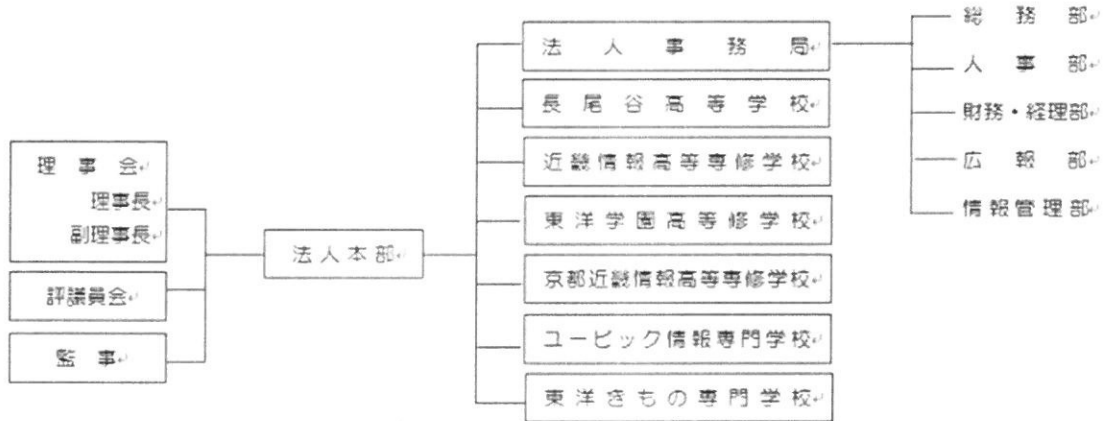 理事会
理事長
副理事長
評議員会
監事
法人本部
法人事務局
長尾谷高等学校
近畿情報高等専修学校
東洋学園高等修学校
京都近畿情報高等専修学校
ユービック情報専門学校
東洋きもの専門学校
総務部
人事部
財務・経理部
広報部
情報管理部